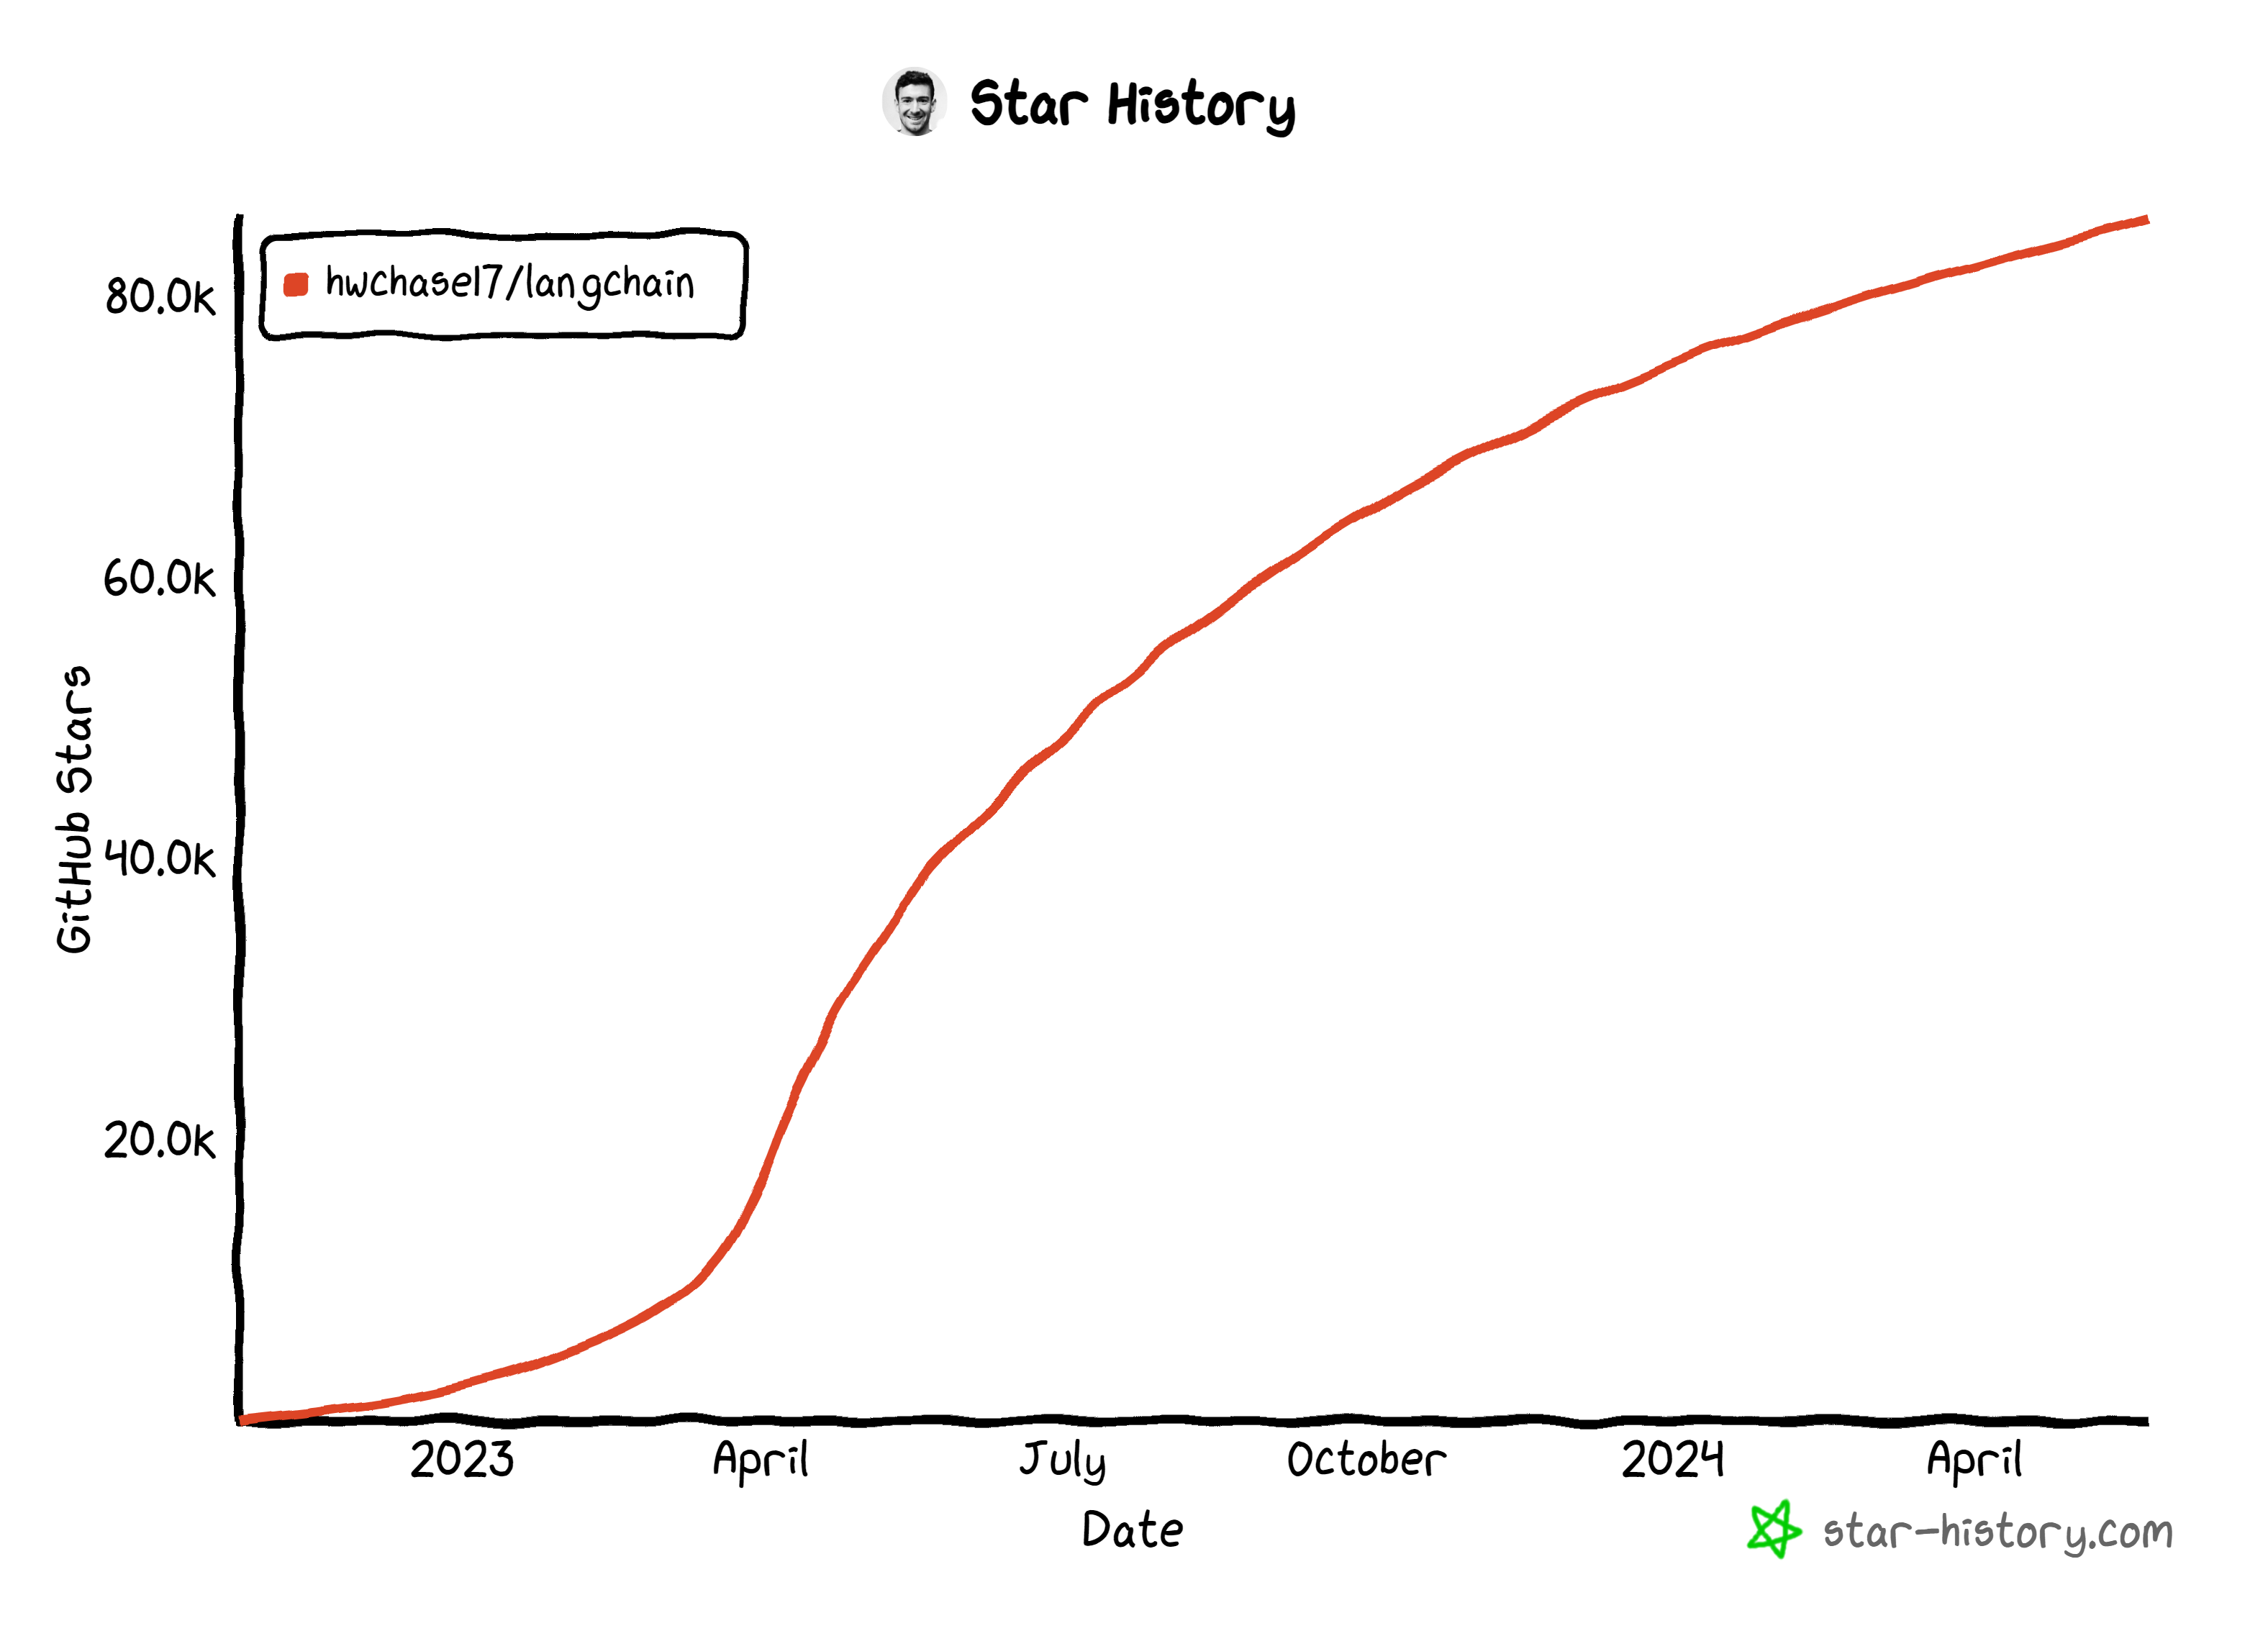 Star History
hwchase17/langchain
80.0K
60.0K
40.0K
20.0K
GitHub Stars
2023 April July October 2024 April
Date
star-history.com